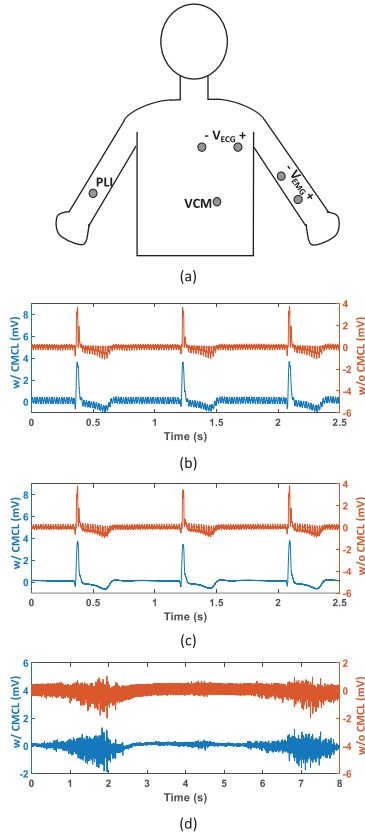 - VECG +
- VEMG +
PLI
VCM
(a)
w/ CMCL (mV)
8
6
4
2
0
4
2
0
-2
-4
-6
w/o CMCL (mV)
0 0.5 1 1.5 2 2.5
Time (s)
(b)
w/ CMCL (mV)
8
6
4
2
0
4
2
0
-2
-4
-6
w/o CMCL (mV)
0 0.5 1 1.5 2 2.5
Time (s)
(c)
w/ CMCL (mV)
6
4
2
0
-2
2
0
-2
-4
-6
w/o CMCL (mV)
0 1 2 3 4 5 6 7 8
Time (s)
(d)